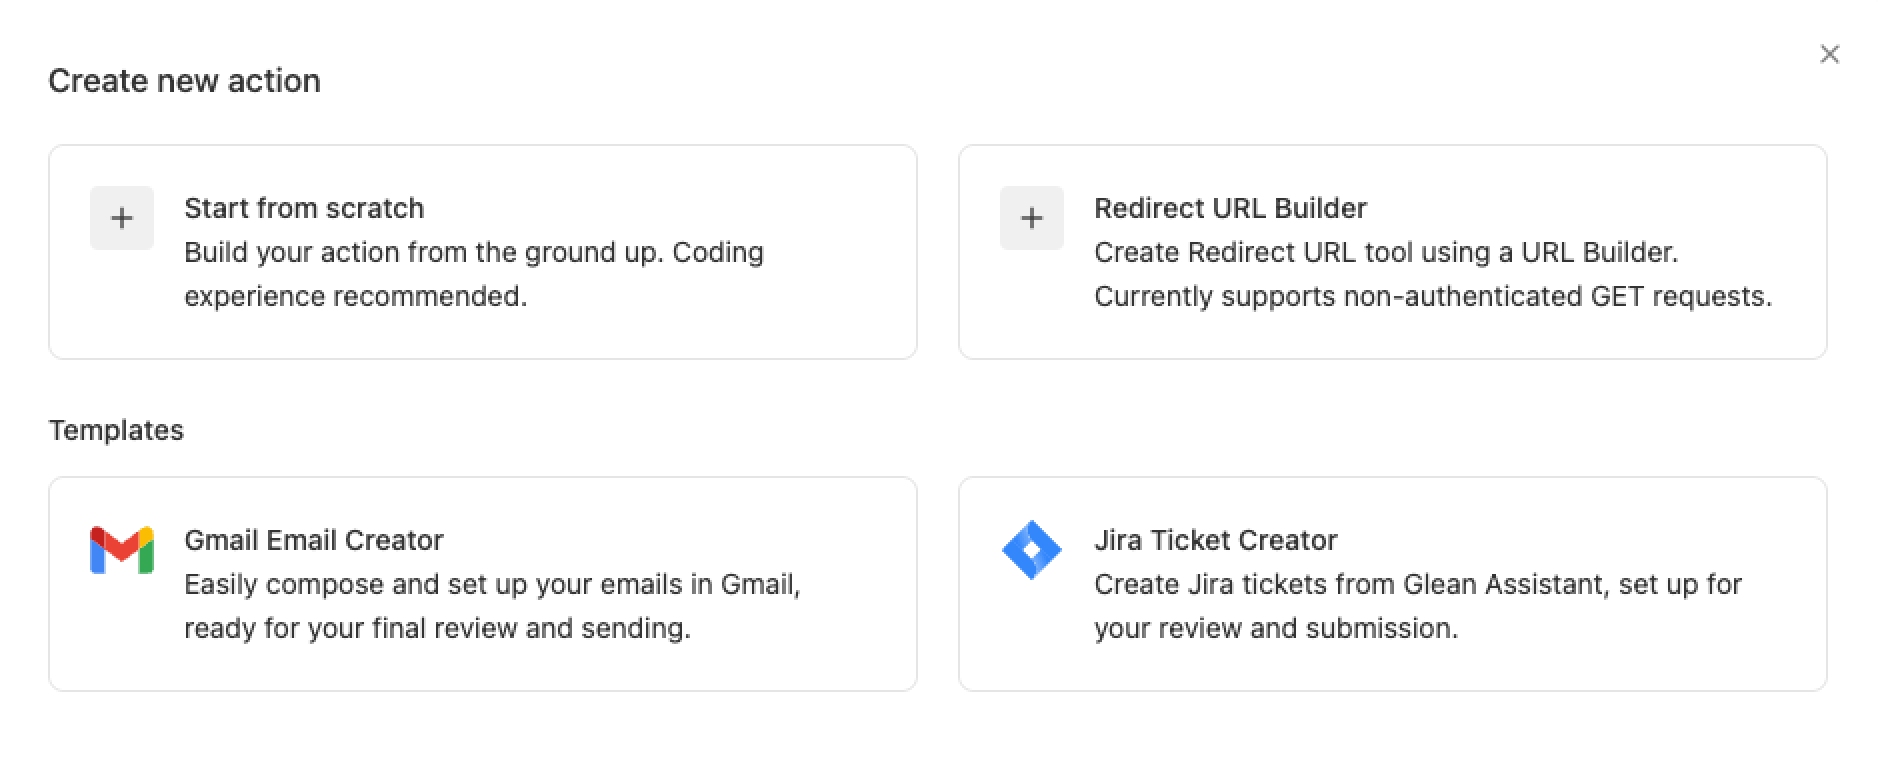 Create new action
Start from scratch
Build your action from the ground up. Coding
experience recommended.
Redirect URL Builder
Create Redirect URL tool using a URL Builder.
Currently supports non-authenticated GET requests.
Templates
Gmail Email Creator
Easily compose and set up your emails in Gmail,
ready for your final review and sending.
Jira Ticket Creator
Create Jira tickets from Glean Assistant, set up for
your review and submission.